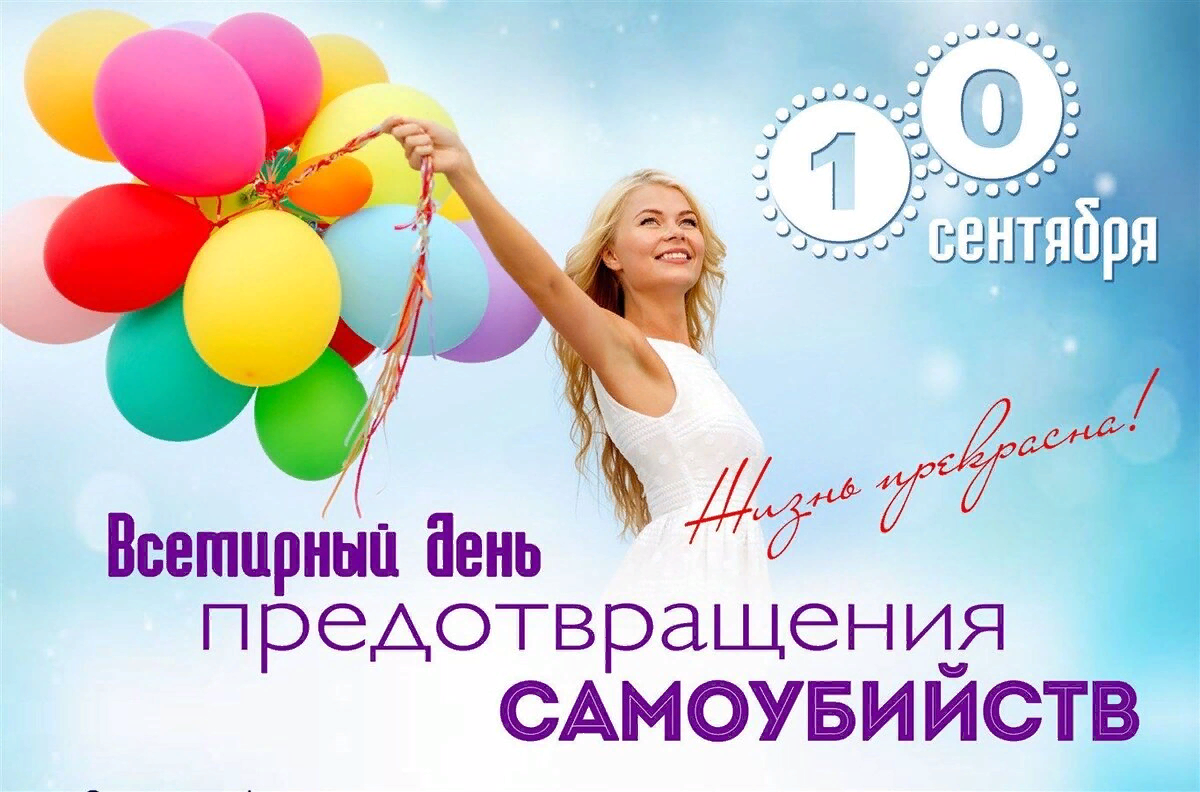 10
сентября
Жизнь прекрасна!
Всемирный день
предотвращения
САМОУБИЙСТВ